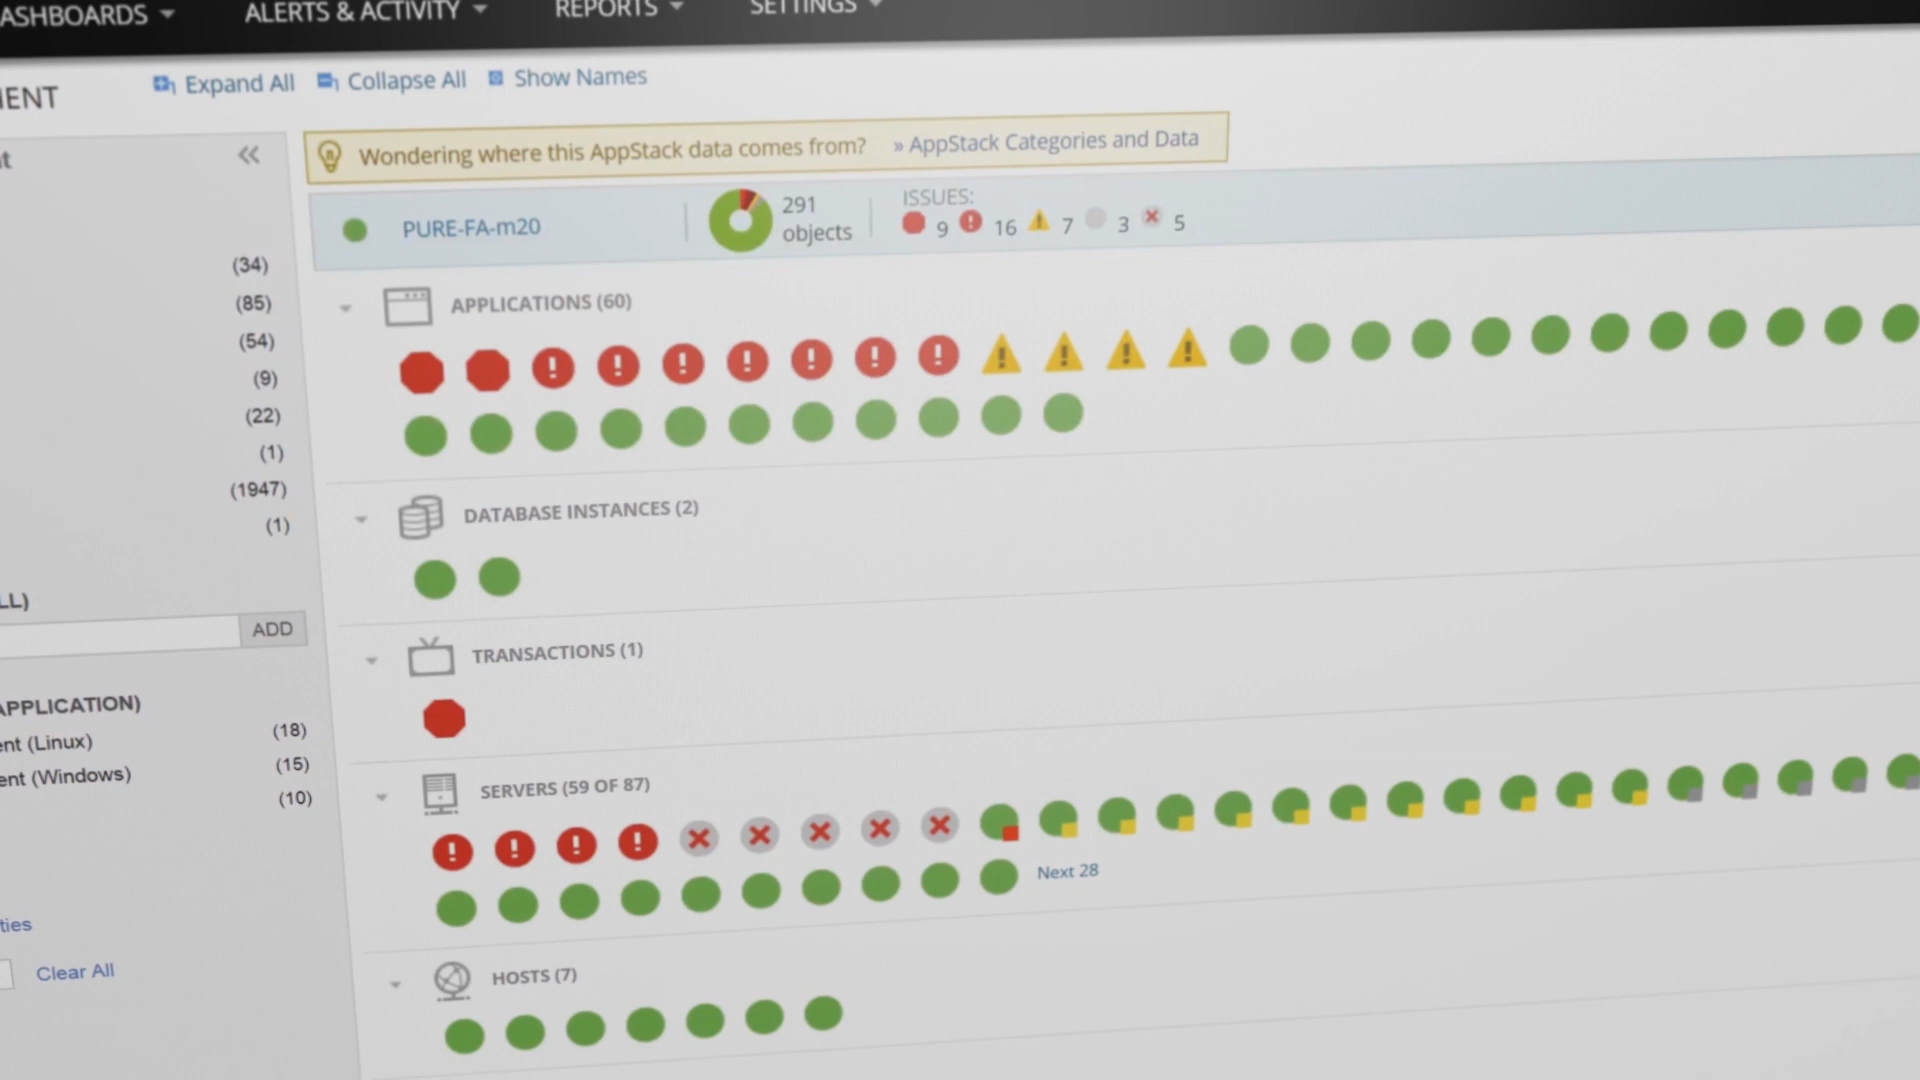 ASHBOARDS
ALERTS & ACTIVITY
REPORTS
SETTINGS
Expand All
Collapse All
Show Names
Wondering where this AppStack data comes from? » AppStack Categories and Data
PURE-FA-m20
291
objects
ISSUES:
9 16 7 3 5
(34)
(85)
(54)
(9)
(22)
(1)
(1947)
(1)
LL)
ADD
APPLICATION)
ent (Linux) (18)
ent (Windows) (15)
(10)
ties
Clear All
APPLICATIONS (60)
DATABASE INSTANCES (2)
TRANSACTIONS (1)
SERVERS (59 OF 87)
Next 28
HOSTS (7)